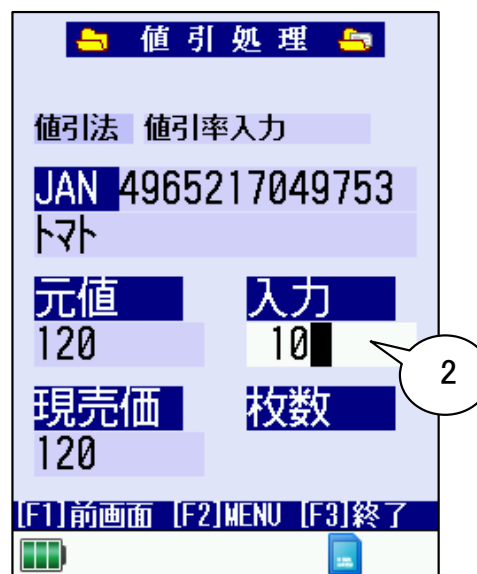 値引処理
値引法 値引率入力
JAN 4965217049753
トマト
元値 入力
120 10
2
現売価 枚数
120
[F1]前画面 [F2]MENU [F3]終了